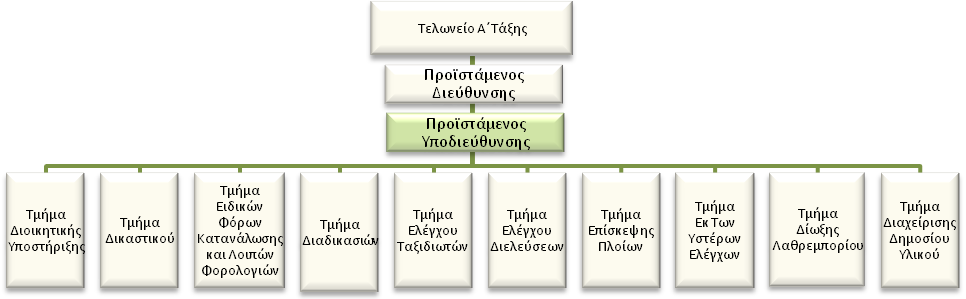 Τελωνείο Α΄Τάξης
Προϊστάμενος
Διεύθυνσης
Προϊστάμενος
Υποδιεύθυνσης
Τμήμα
Διοικητικής
Υποστήριξης
Τμήμα
Δικαστικού
Τμήμα
Ειδικών
Φόρων
Κατανάλωσης
και Λοιπών
Φορολογιών
Τμήμα
Διαδικασιών
Τμήμα
Ελέγχου
Ταξιδιωτών
Τμήμα
Ελέγχου
Διελεύσεων
Τμήμα
Επίσκεψης
Πλοίων
Τμήμα
Εκ Των
Υστέρων
Ελέγχων
Τμήμα
Δίωξης
Λαθρεμπορίου
Τμήμα
Διαχείρισης
Δημοσίου
Υλικού